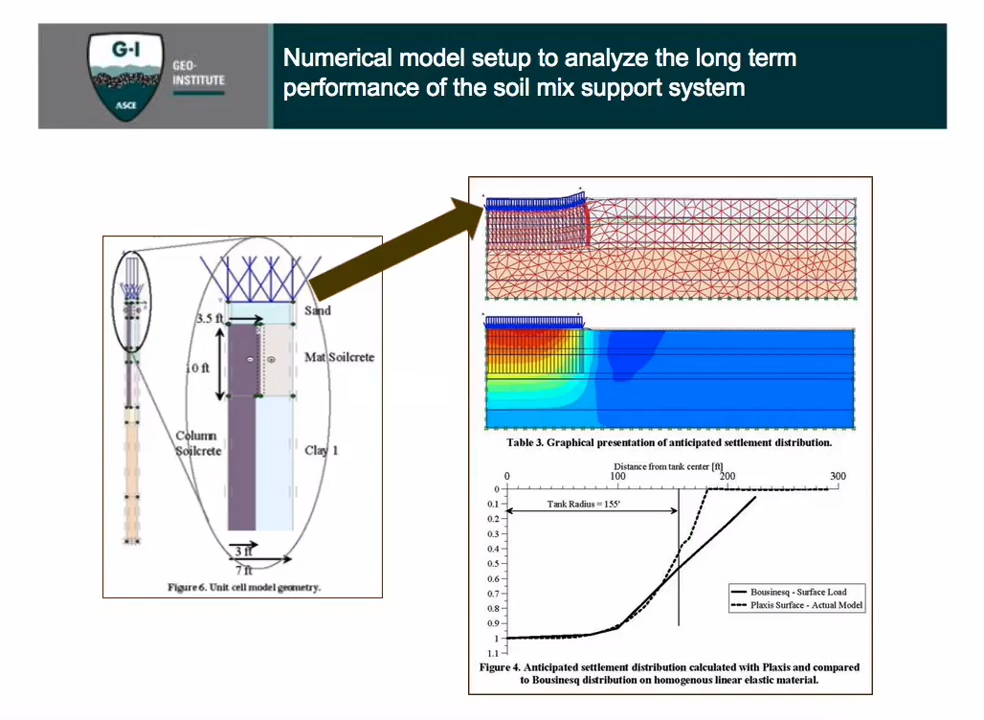 G·I
GEO-
INSTITUTE
ASCE
Numerical model setup to analyze the long term
performance of the soil mix support system
Sand
3.5 ft
Mat Soilcrete
10 ft
Column
Soilcrete
Clay 1
3 ft
7 ft
Figure 6. Unit cell model geometry.
Table 3. Graphical presentation of anticipated settlement distribution.
Distance from tank center [ft]
0 100 200 300
0
Tank Radius = 155'
0.1
0.2
0.3
0.4
0.5
0.6
0.7
0.8
0.9
1
1.1
Bousinesq - Surface Load
Plaxis Surface - Actual Model
Figure 4. Anticipated settlement distribution calculated with Plaxis and compared
to Bousinesq distribution on homogenous linear elastic material.